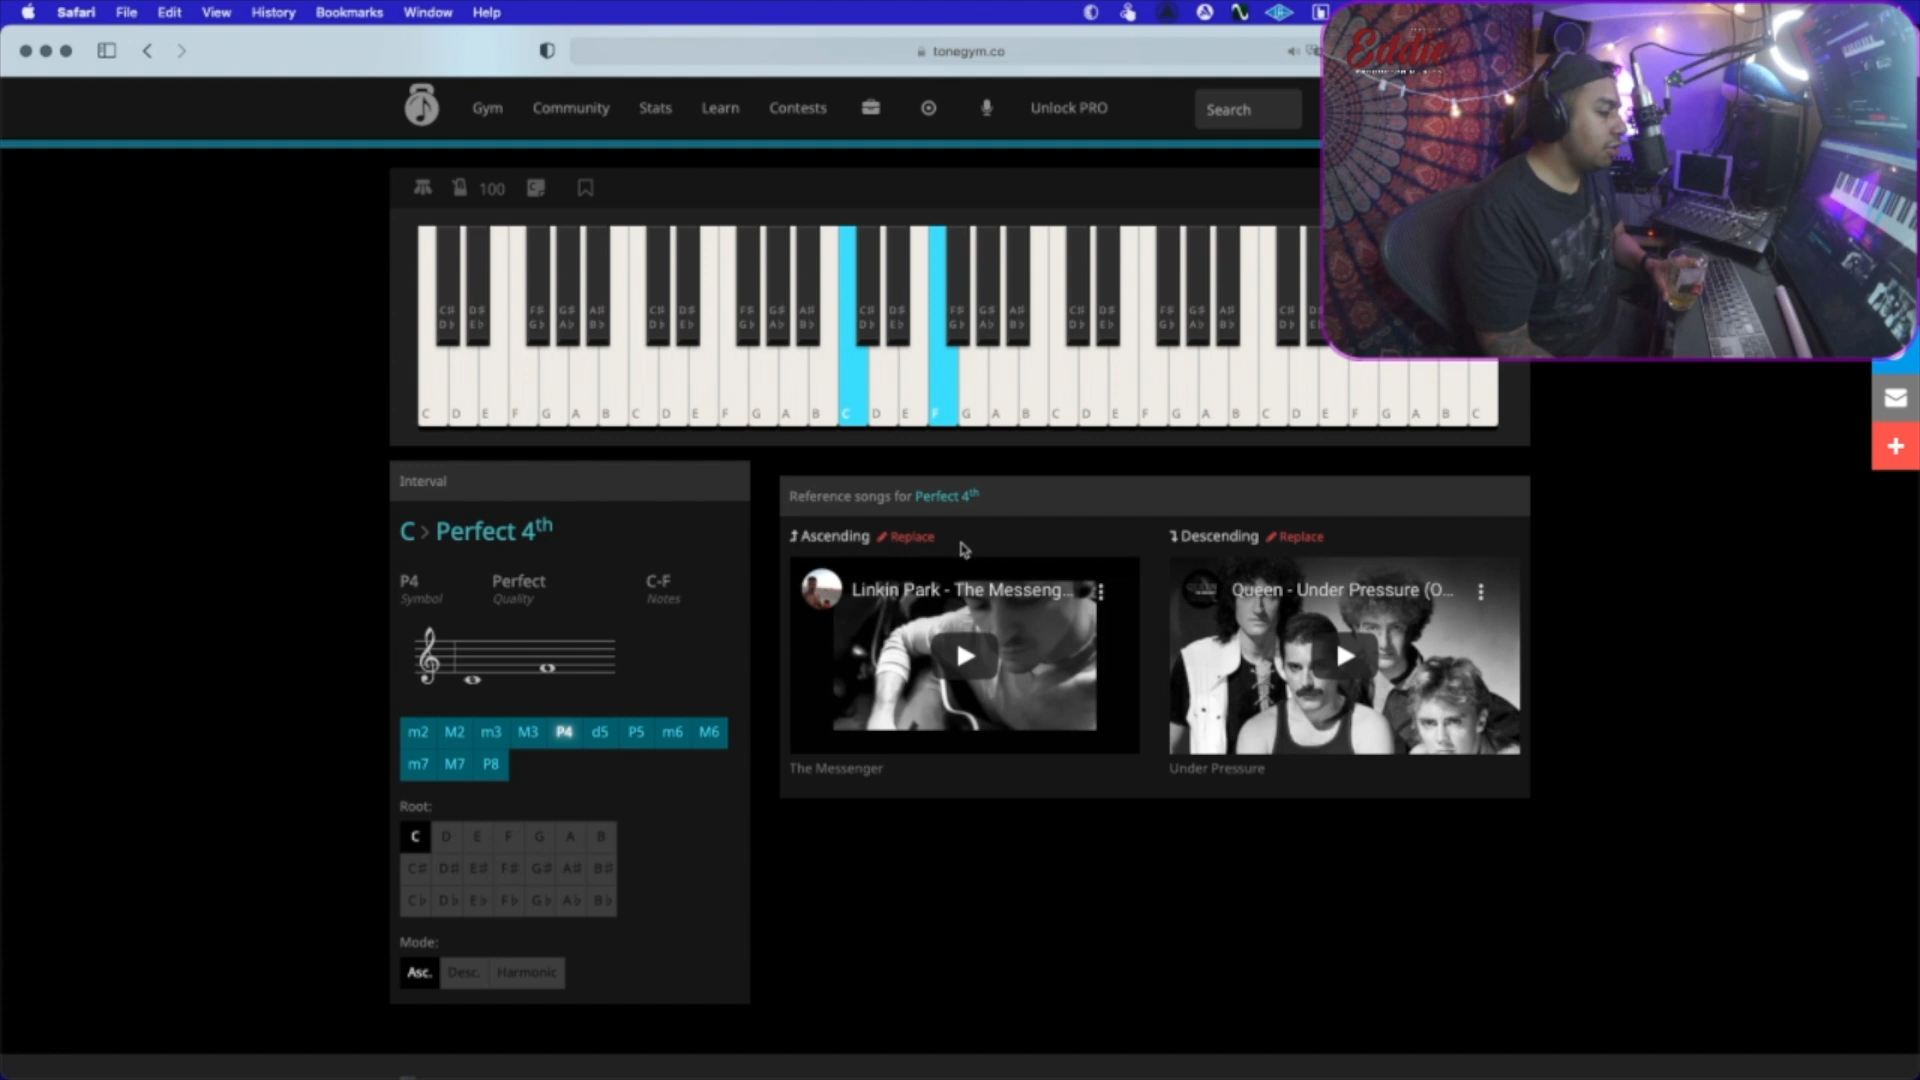 Safari File Edit View History Bookmarks Window Help
tonegym.co
Eddie
Gym Community Stats Learn Contests Unlock PRO Search
100
C# D# F# G# A# C# D# F# G# A# C# D# F# G# A# C# D# F# G# A# C# D#
D♭ E♭ G♭ A♭ B♭ D♭ E♭ G♭ A♭ B♭ D♭ E♭ G♭ A♭ B♭ D♭ E♭ G♭ A♭ B♭ D♭ E♭
C D E F G A B C D E F G A B C D E F G A B C D E F G A B C D E F G A B C
Interval
C > Perfect 4th
P4 Perfect C-F
Symbol Quality Notes
m2 M2 m3 M3 P4 d5 P5 m6 M6
m7 M7 P8
Root:
C D E F G A B
C# D# E# F# G# A# B#
C♭ D♭ E♭ F♭ G♭ A♭ B♭
Mode:
Asc. Desc. Harmonic
Reference songs for Perfect 4th
Ascending Replace
Linkin Park - The Messeng...
The Messenger
Descending Replace
Queen - Under Pressure (O...
Under Pressure